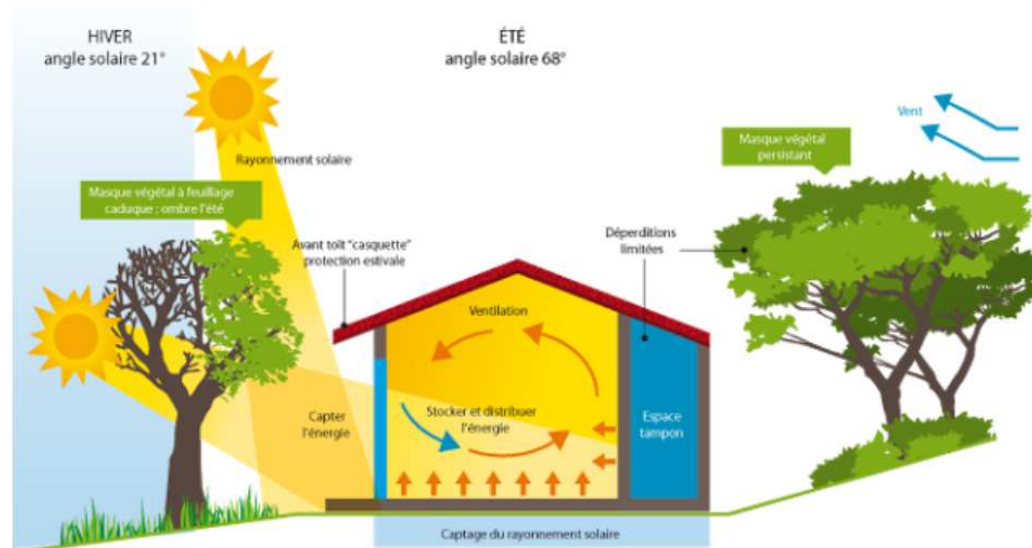 HIVER
angle solaire 21°
ÉTÉ
angle solaire 68°
Rayonnement solaire
Masque végétal à feuillage
caduque : ombre l'été
Avant toît "casquette"
protection estivale
Déperditions
limitées
Masque végétal
persistant
Vent
Ventilation
Capter
l'énergie
Stocker et distribuer
l'énergie
Espace
tampon
Captage du rayonnement solaire